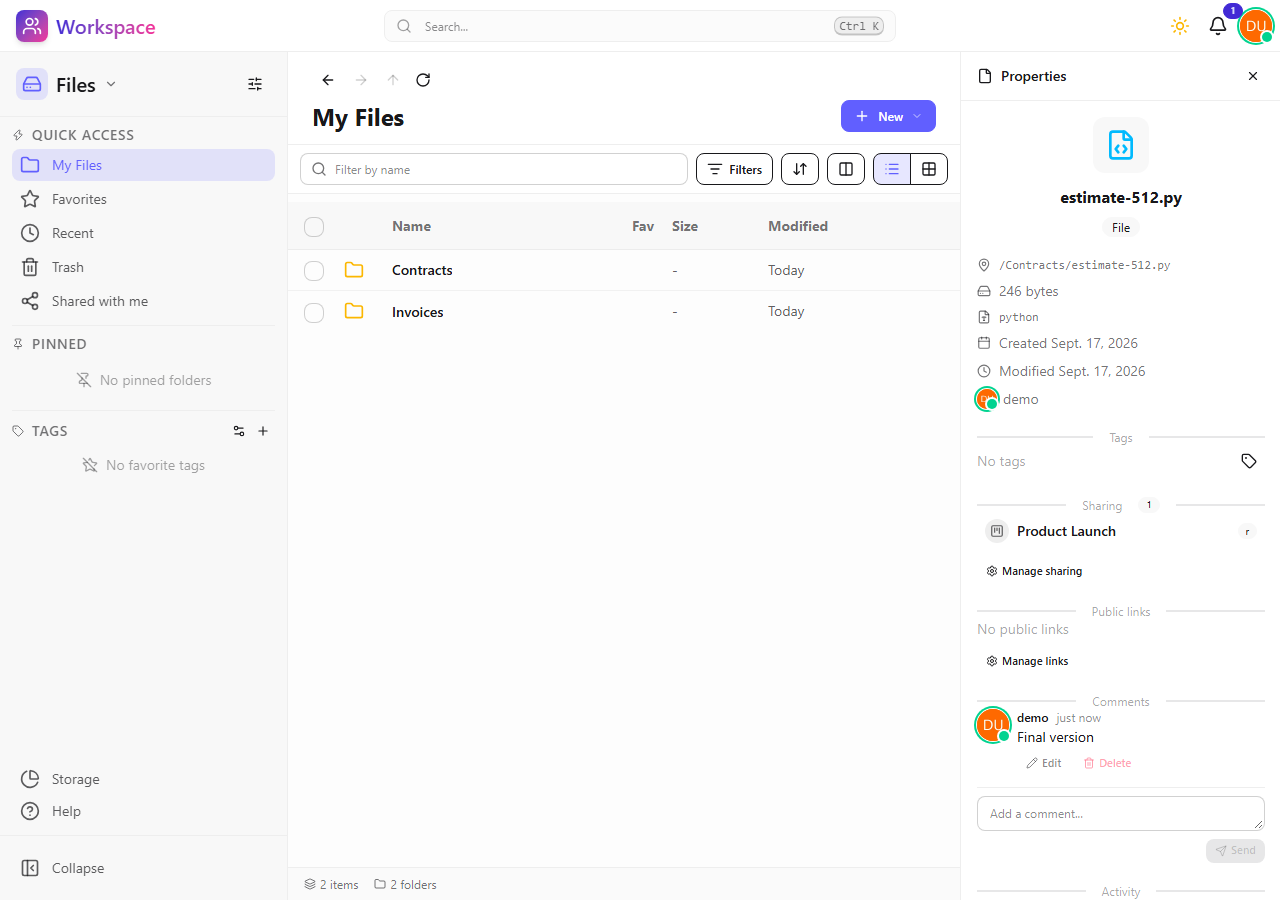 Workspace
Search...
Ctrl K
1
DU
Files
QUICK ACCESS
My Files
Favorites
Recent
Trash
Shared with me
PINNED
No pinned folders
TAGS
No favorite tags
Storage
Help
Collapse
My Files
New
Filter by name
Filters
Name Fav Size Modified
Contracts - Today
Invoices - Today
2 items 2 folders
Properties
estimate-512.py
File
/Contracts/estimate-512.py
246 bytes
python
Created Sept. 17, 2026
Modified Sept. 17, 2026
demo
Tags
No tags
Sharing 1
Product Launch r
Manage sharing
Public links
No public links
Manage links
Comments
DU
demo just now
Final version
Edit Delete
Add a comment...
Send
Activity